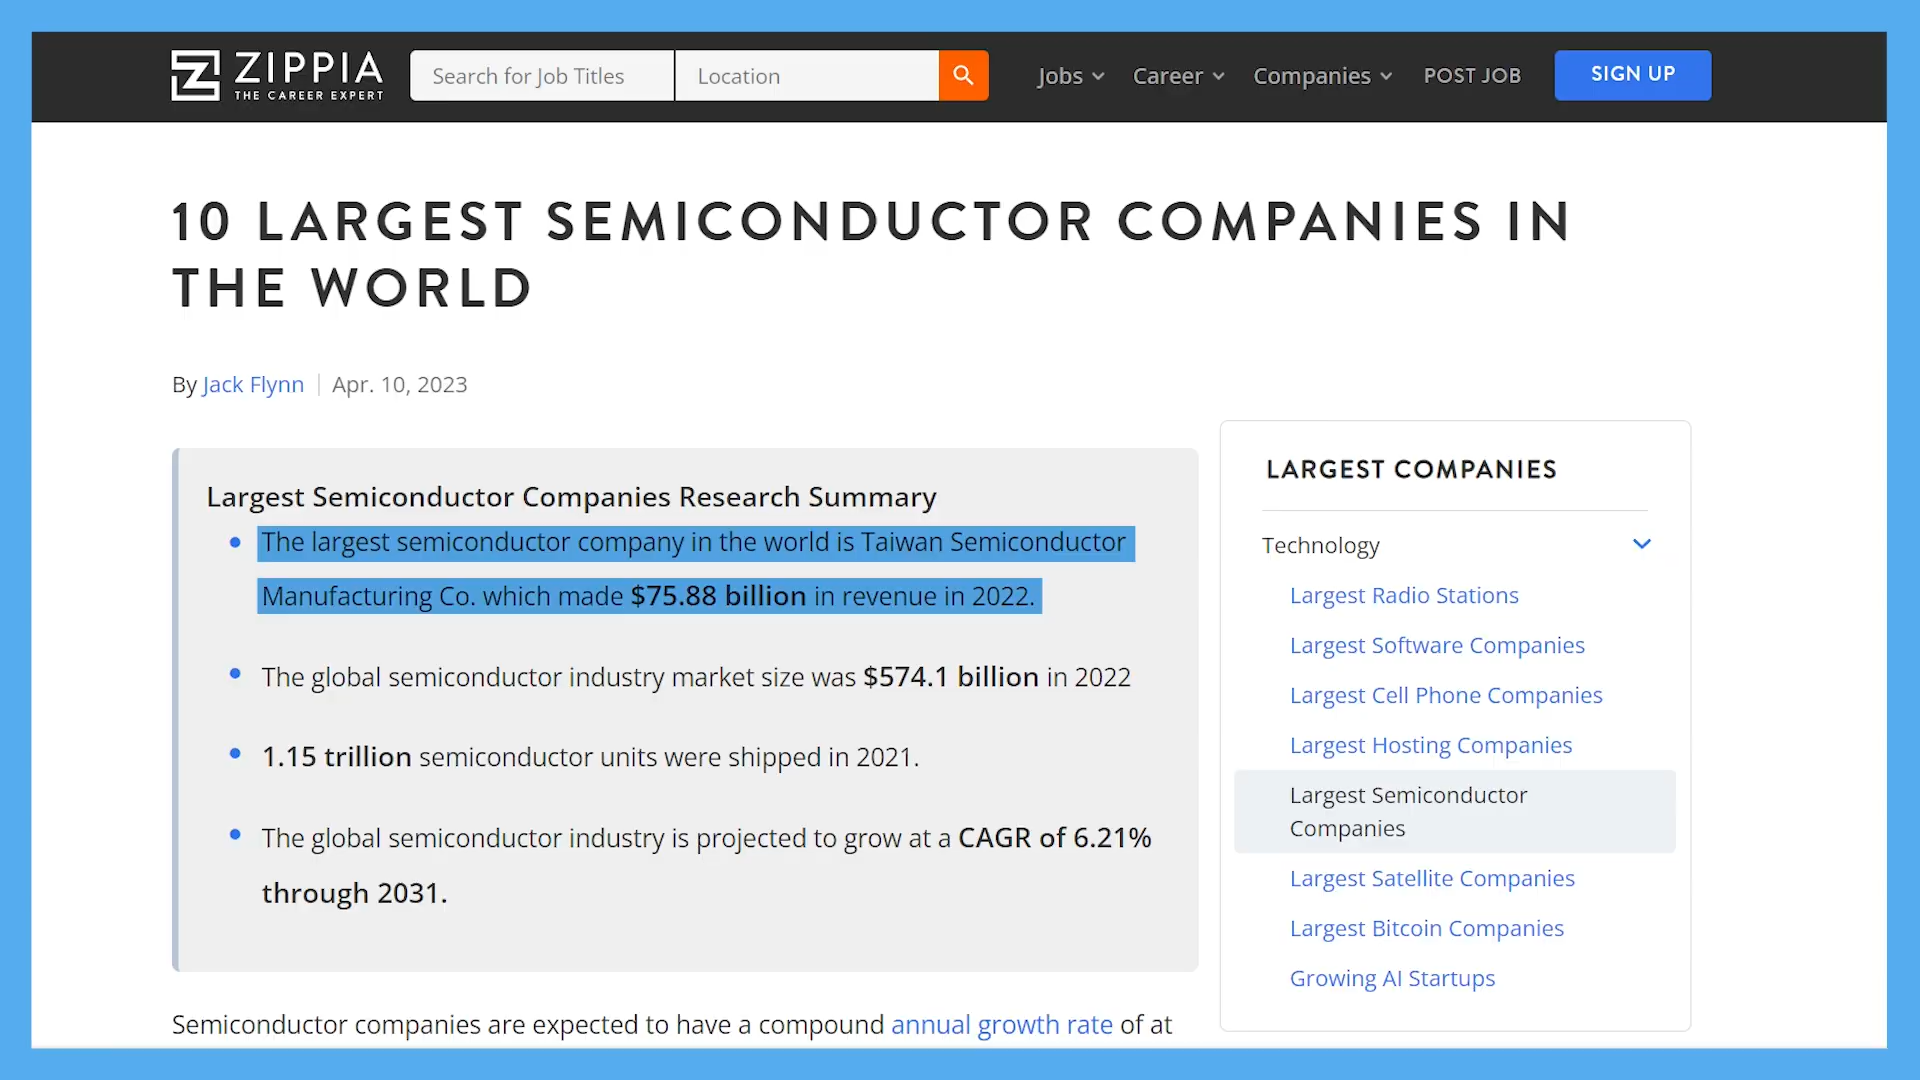 ZIPPIA
THE CAREER EXPERT
Search for Job Titles
Location
Jobs
Career
Companies
POST JOB
SIGN UP
10 LARGEST SEMICONDUCTOR COMPANIES IN
THE WORLD
By Jack Flynn | Apr. 10, 2023
Largest Semiconductor Companies Research Summary
• The largest semiconductor company in the world is Taiwan Semiconductor
Manufacturing Co. which made $75.88 billion in revenue in 2022.
• The global semiconductor industry market size was $574.1 billion in 2022
• 1.15 trillion semiconductor units were shipped in 2021.
• The global semiconductor industry is projected to grow at a CAGR of 6.21%
through 2031.
Semiconductor companies are expected to have a compound annual growth rate of at
LARGEST COMPANIES
Technology
Largest Radio Stations
Largest Software Companies
Largest Cell Phone Companies
Largest Hosting Companies
Largest Semiconductor
Companies
Largest Satellite Companies
Largest Bitcoin Companies
Growing AI Startups